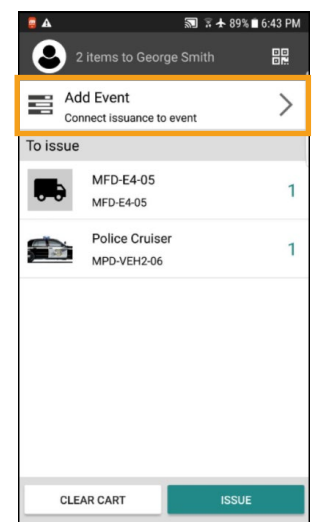 89% 6:43 PM
2 items to George Smith
Add Event
Connect issuance to event
To issue
MFD-E4-05
MFD-E4-05
1
Police Cruiser
MPD-VEH2-06
1
CLEAR CART
ISSUE